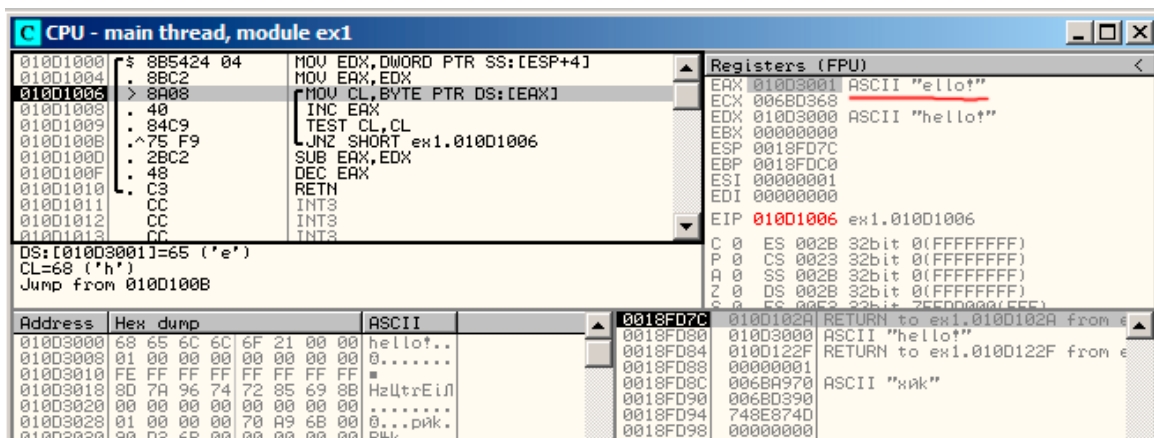 C CPU - main thread, module ex1
010D1000 $ 8B5424 04 MOV EDX,DWORD PTR SS:[ESP+4]
010D1004 . 8BC2 MOV EAX,EDX
010D1006 > 8A08 MOV CL,BYTE PTR DS:[EAX]
010D1008 . 40 INC EAX
010D1009 . 84C9 TEST CL,CL
010D100B .^75 F9 JNZ SHORT ex1.010D1006
010D100D . 2BC2 SUB EAX,EDX
010D100F . 48 DEC EAX
010D1010 . C3 RETN
010D1011 CC INT3
010D1012 CC INT3
010D1013 CC INT3
DS:[010D3001]=65 ('e')
CL=68 ('h')
Jump from 010D100B
Registers (FPU) <
EAX 010D3001 ASCII "ello!"
ECX 006BD368
EDX 010D3000 ASCII "hello!"
EBX 00000000
ESP 0018FD7C
EBP 0018FDC0
ESI 00000001
EDI 00000000
EIP 010D1006 ex1.010D1006
C 0 ES 002B 32bit 0(FFFFFFFF)
P 0 CS 0023 32bit 0(FFFFFFFF)
A 0 SS 002B 32bit 0(FFFFFFFF)
Z 0 DS 002B 32bit 0(FFFFFFFF)
Address Hex dump ASCII
010D3000 68 65 6C 6C 6F 21 00 00 hello!..
010D3008 01 00 00 00 00 00 00 00 0.......
010D3010 FE FF FF FF FF FF FF FF
010D3018 8D 7A 96 74 72 85 69 8B
010D3020 00 00 00 00 00 00 00 00 ........
010D3028 01 00 00 00 70 A9 6B 00
0018FD7C 010D102A RETURN to ex1.010D102A from
0018FD80 010D3000 ASCII "hello!"
0018FD84 010D122F RETURN to ex1.010D122F from
0018FD88 00000001
0018FD8C 006BA970 ASCII
0018FD90 006BD390
0018FD94 748E874D
0018FD98 00000000